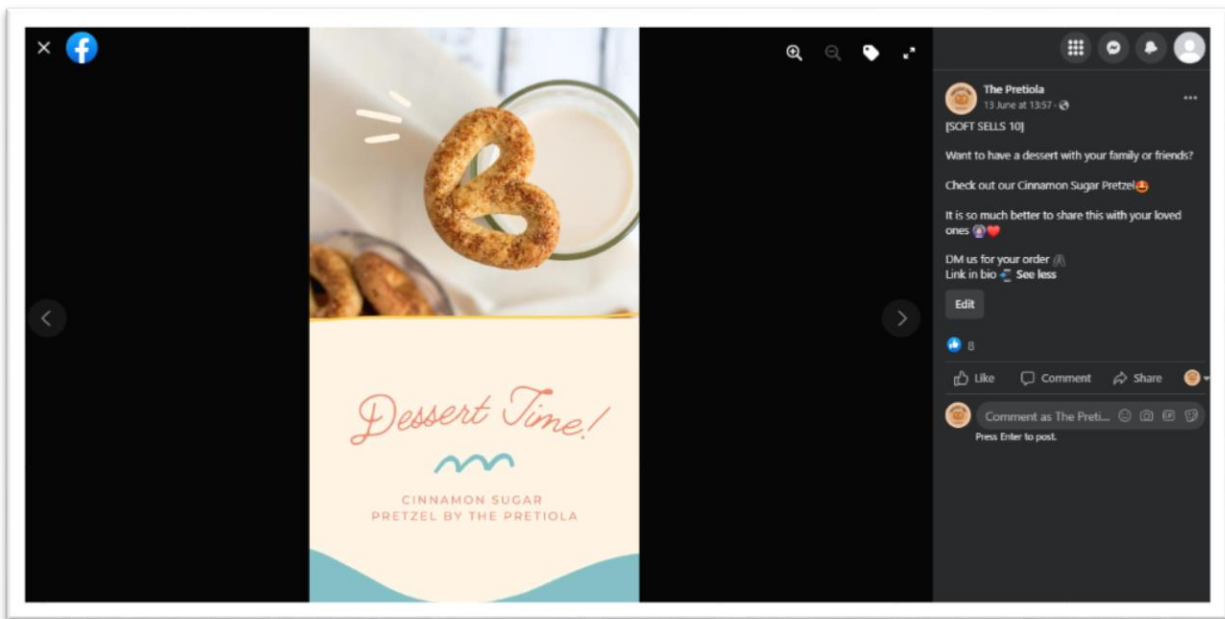 Dessert Time!
CINNAMON SUGAR
PRETZEL BY THE PRETIOLA
The Pretiola
13 June at 13:57
[SOFT SELLS 10]
Want to have a dessert with your family or friends?
Check out our Cinnamon Sugar Pretzel
It is so much better to share this with your loved
ones
DM us for your order
Link in bio See less
Edit
8
Like Comment Share
Comment as The Preti...
Press Enter to post.